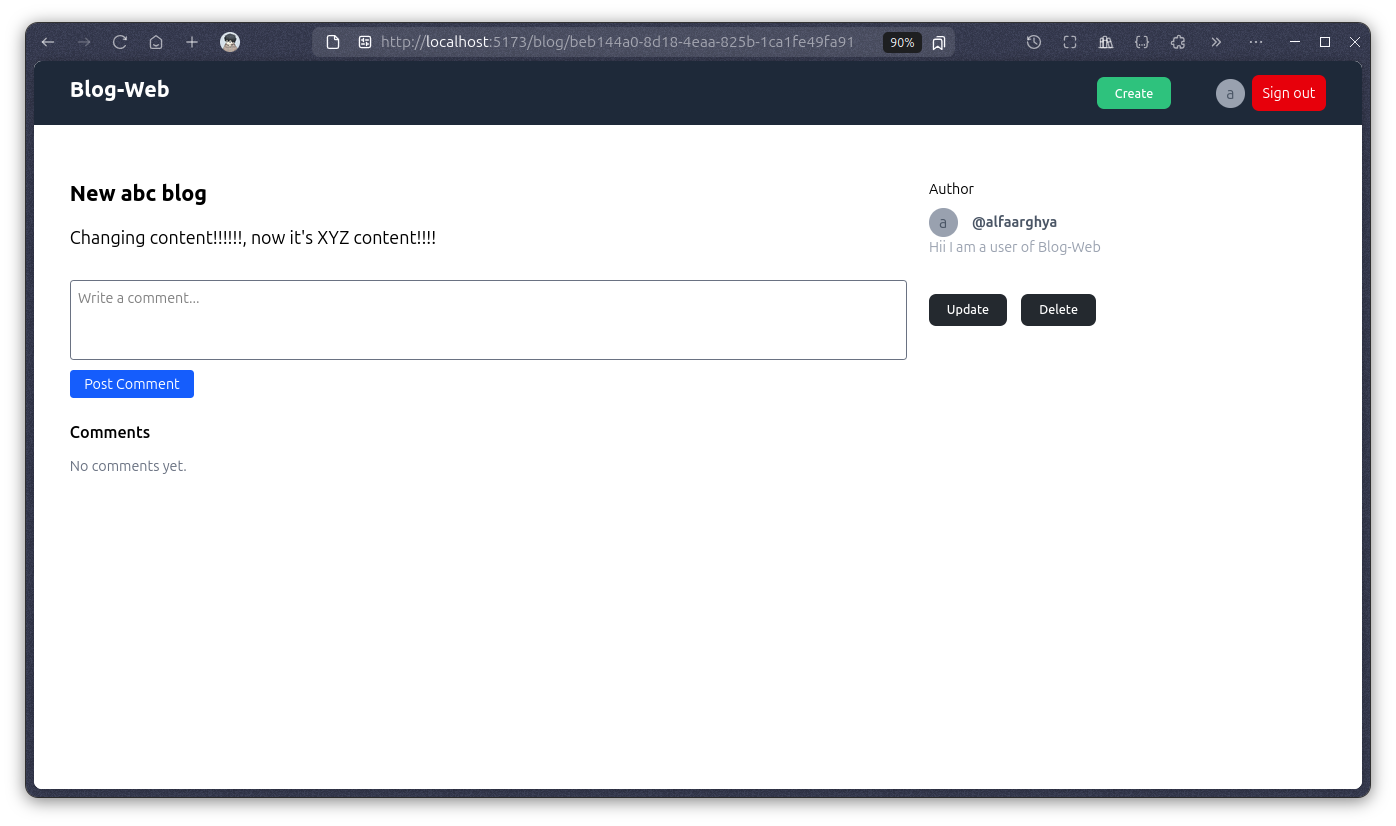 http://localhost:5173/blog/beb144a0-8d18-4eaa-825b-1ca1fe49fa91
90%
Blog-Web
Create
a
Sign out
New abc blog
Changing content!!!!!!, now it's XYZ content!!!!
Write a comment...
Post Comment
Comments
No comments yet.
Author
a
@alfaarghya
Hii I am a user of Blog-Web
Update
Delete